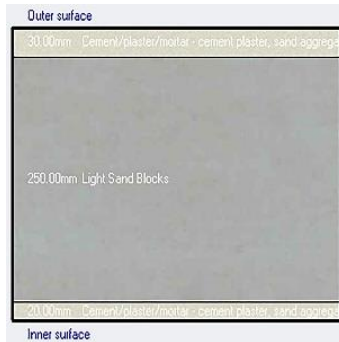 Outer surface
30.00mm Cement/plaster/mortar - cement plaster, sand aggrega
250.00mm Light Sand Blocks
20.00mm Cement/plaster/mortar - cement plaster, sand aggrega
Inner surface